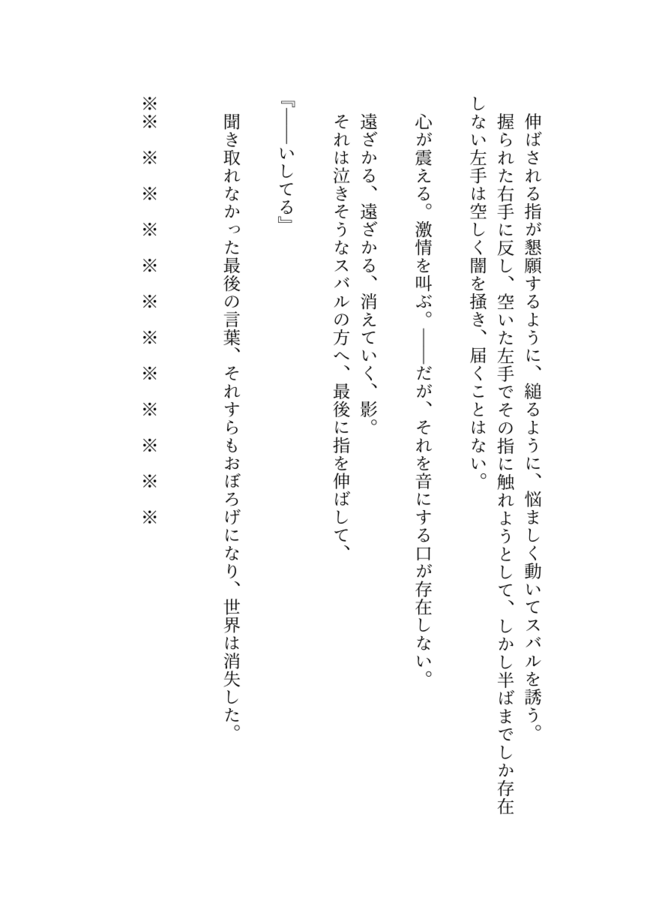 伸ばされる指が懇願するように、縋るように、悩ましく動いてスバルを誘う。
握られた右手に反し、空いた左手でその指に触れようとして、しかし半ばまでしか存在
しない左手は空しく闇を掻き、届くことはない。
心が震える。激情を叫ぶ。――だが、それを音にする口が存在しない。
遠ざかる、遠ざかる、消えていく、影。
それは泣きそうなスバルの方へ、最後に指を伸ばして、
『――いしてる』
聞き取れなかった最後の言葉、それすらもおぼろげになり、世界は消失した。
※※　※　※　※　※　※　※　※　※　※　※　※